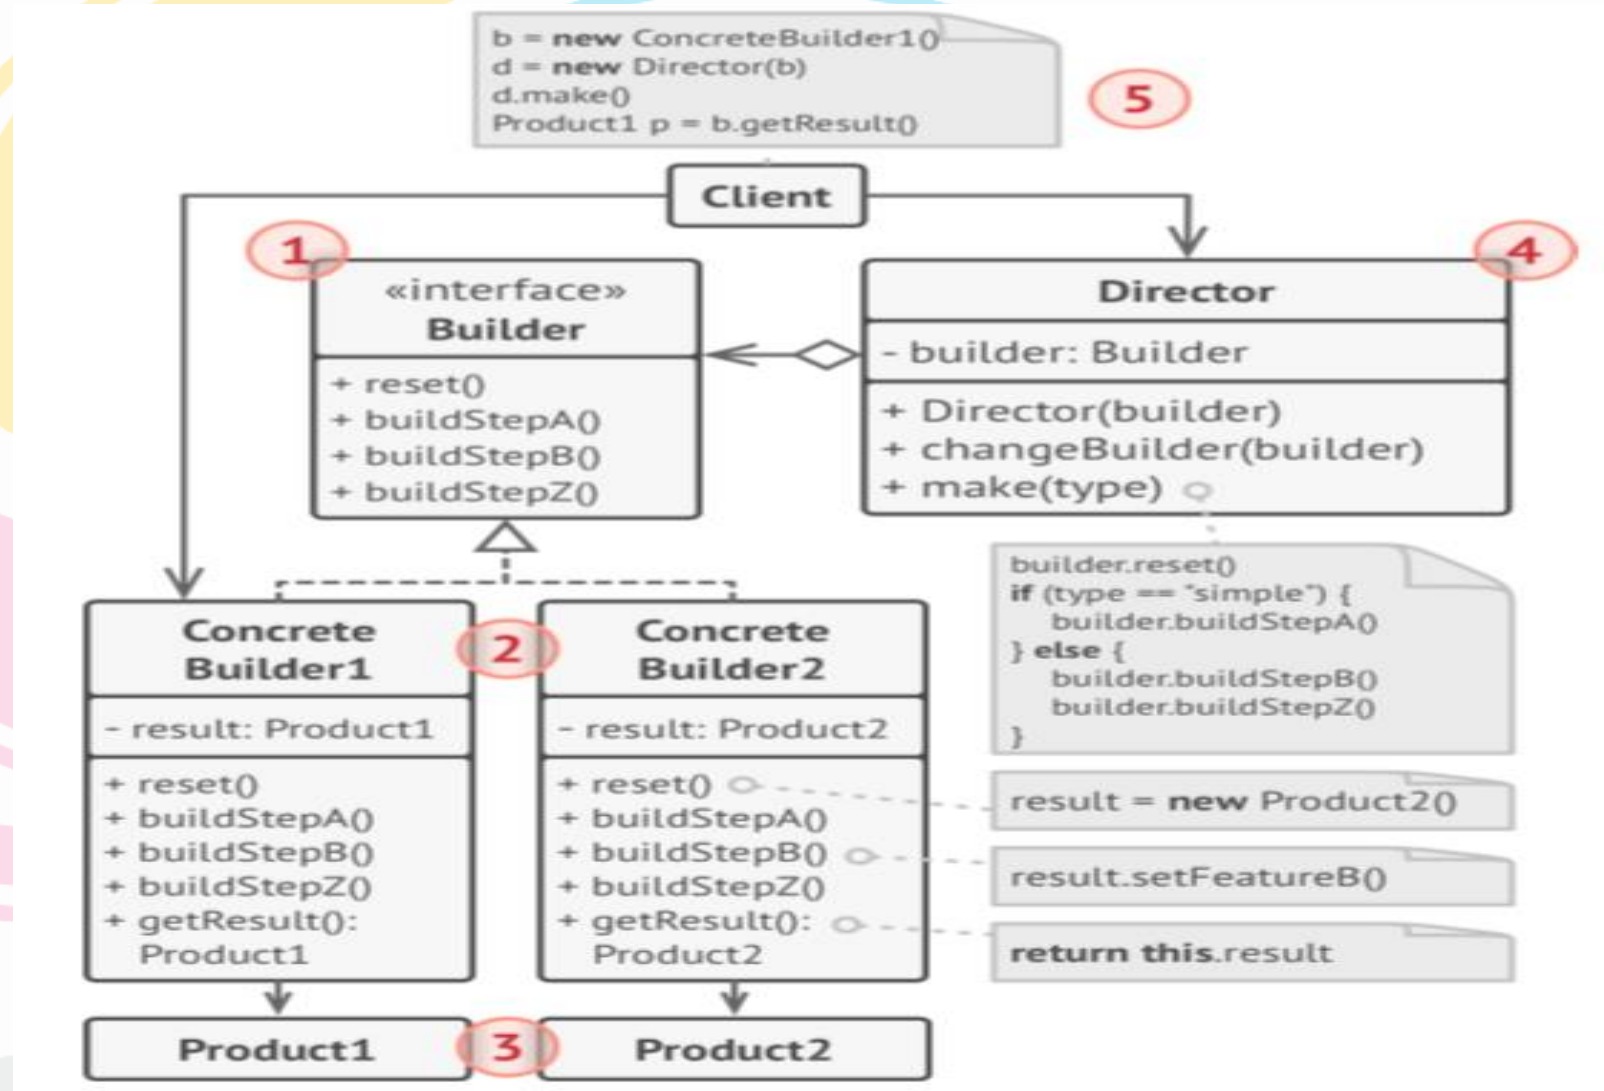 b = new ConcreteBuilder1()
d = new Director(b)
d.make()
Product1 p = b.getResult()
5
Client
1
«interface»
Builder
+ reset()
+ buildStepA()
+ buildStepB()
+ buildStepZ()
4
Director
- builder: Builder
+ Director(builder)
+ changeBuilder(builder)
+ make(type)
builder.reset()
if (type == "simple") {
builder.buildStepA()
} else {
builder.buildStepB()
builder.buildStepZ()
}
2
Concrete
Builder1
- result: Product1
+ reset()
+ buildStepA()
+ buildStepB()
+ buildStepZ()
+ getResult():
Product1
Concrete
Builder2
- result: Product2
+ reset()
+ buildStepA()
+ buildStepB()
+ buildStepZ()
+ getResult():
Product2
result = new Product2()
result.setFeatureB()
return this.result
Product1
3
Product2